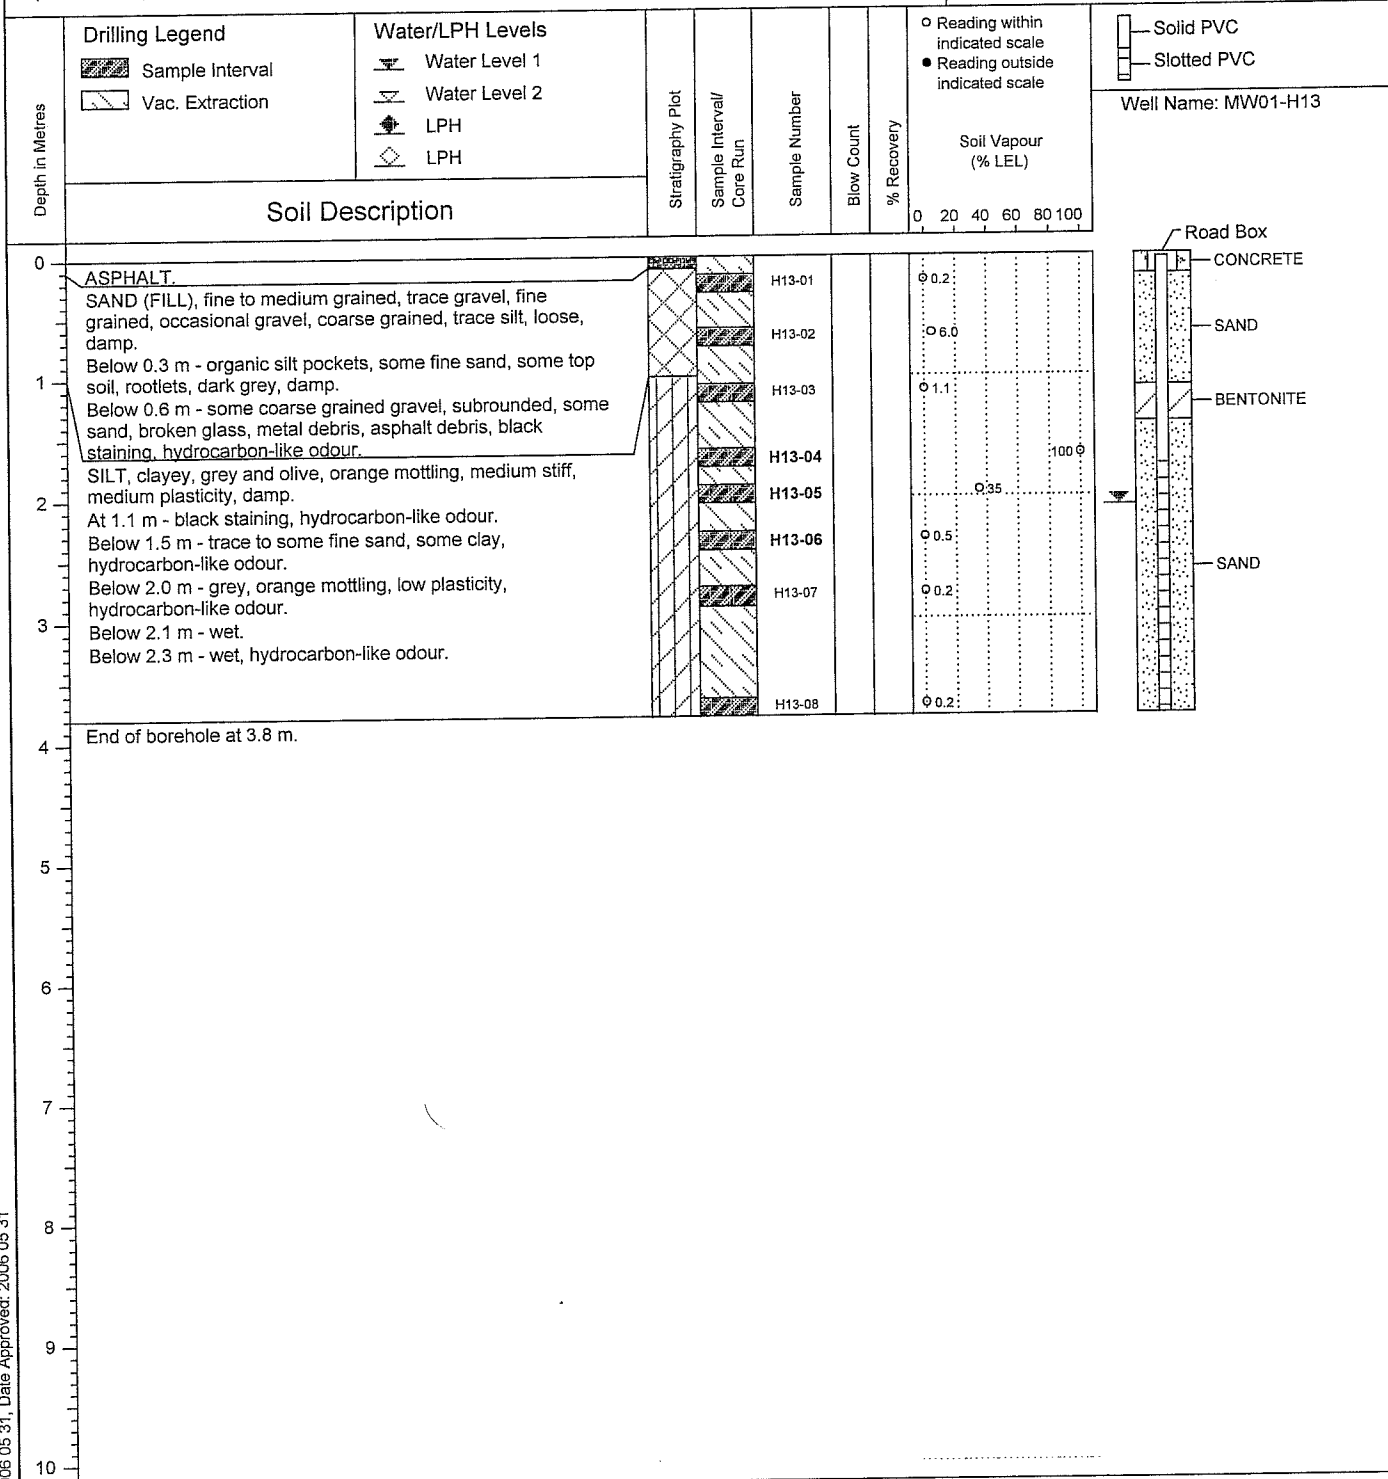 Drilling Legend
Sample Interval
Vac. Extraction
Water/LPH Levels
Water Level 1
Water Level 2
LPH
LPH
Depth in Metres
Soil Description
Stratigraphy Plot
Sample Interval/
Core Run
Sample Number
Blow Count
% Recovery
Reading within
indicated scale
Reading outside
indicated scale
Soil Vapour
(% LEL)
0 20 40 60 80 100
Solid PVC
Slotted PVC
Well Name: MW01-H13
Road Box
CONCRETE
SAND
BENTONITE
SAND
0
1
2
3
4
5
6
7
8
9
10
ASPHALT.
SAND (FILL), fine to medium grained, trace gravel, fine
grained, occasional gravel, coarse grained, trace silt, loose,
damp.
Below 0.3 m - organic silt pockets, some fine sand, some top
soil, rootlets, dark grey, damp.
Below 0.6 m - some coarse grained gravel, subrounded, some
sand, broken glass, metal debris, asphalt debris, black
staining, hydrocarbon-like odour.
SILT, clayey, grey and olive, orange mottling, medium stiff,
medium plasticity, damp.
At 1.1 m - black staining, hydrocarbon-like odour.
Below 1.5 m - trace to some fine sand, some clay,
hydrocarbon-like odour.
Below 2.0 m - grey, orange mottling, low plasticity,
hydrocarbon-like odour.
Below 2.1 m - wet.
Below 2.3 m - wet, hydrocarbon-like odour.
End of borehole at 3.8 m.
H13-01
H13-02
H13-03
H13-04
H13-05
H13-06
H13-07
H13-08
0.2
6.0
1.1
100
35
0.5
0.2
0.2
06 05 31, Date Approved: 2006 05 31